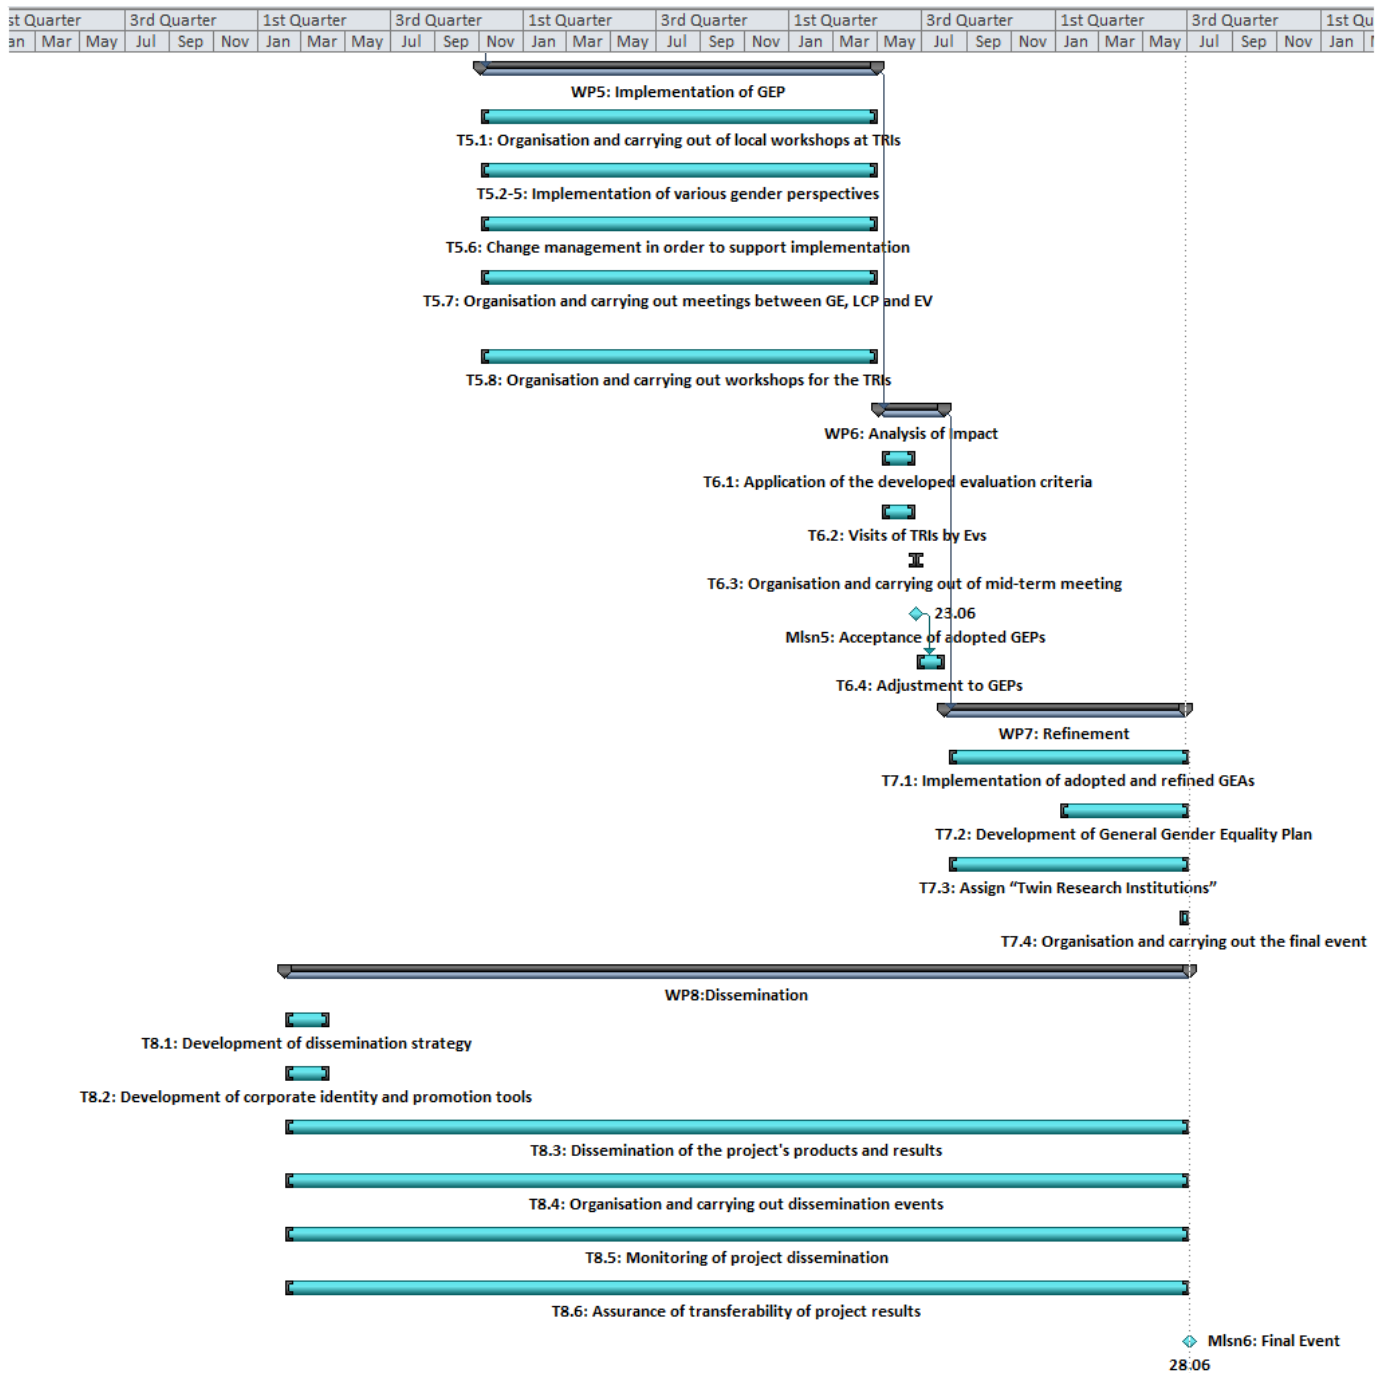 st Quarter 3rd Quarter 1st Quarter 3rd Quarter 1st Quarter 3rd Quarter 1st Quarter 3rd Quarter 1st Quarter 3rd Quarter 1st Qu
an Mar May Jul Sep Nov Jan Mar May Jul Sep Nov Jan Mar May Jul Sep Nov Jan Mar May Jul Sep Nov Jan Mar May Jul Sep Nov Jan
WP5: Implementation of GEP
T5.1: Organisation and carrying out of local workshops at TRIs
T5.2-5: Implementation of various gender perspectives
T5.6: Change management in order to support implementation
T5.7: Organisation and carrying out meetings between GE, LCP and EV
T5.8: Organisation and carrying out workshops for the TRIs
WP6: Analysis of Impact
T6.1: Application of the developed evaluation criteria
T6.2: Visits of TRIs by Evs
T6.3: Organisation and carrying out of mid-term meeting
23.06
Mlsn5: Acceptance of adopted GEPs
T6.4: Adjustment to GEPs
WP7: Refinement
T7.1: Implementation of adopted and refined GEAs
T7.2: Development of General Gender Equality Plan
T7.3: Assign “Twin Research Institutions”
T7.4: Organisation and carrying out the final event
WP8:Dissemination
T8.1: Development of dissemination strategy
T8.2: Development of corporate identity and promotion tools
T8.3: Dissemination of the project's products and results
T8.4: Organisation and carrying out dissemination events
T8.5: Monitoring of project dissemination
T8.6: Assurance of transferability of project results
Mlsn6: Final Event
28.06